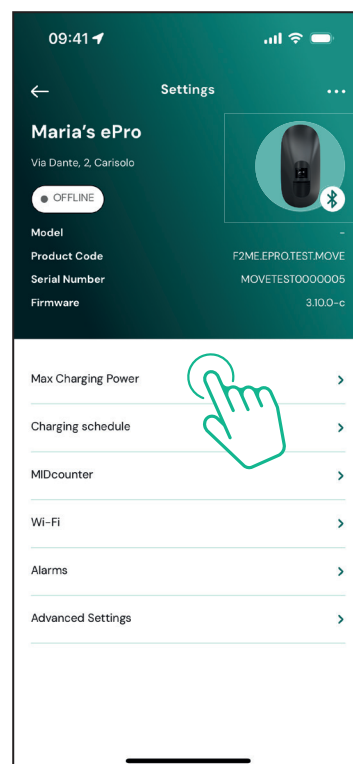 09:41
Settings
Maria's ePro
Via Dante, 2, Carisolo
OFFLINE
Model –
Product Code F2ME.EPRO.TEST.MOVE
Serial Number MOVETEST0000005
Firmware 3.10.0-c
Max Charging Power
Charging schedule
MIDcounter
Wi-Fi
Alarms
Advanced Settings